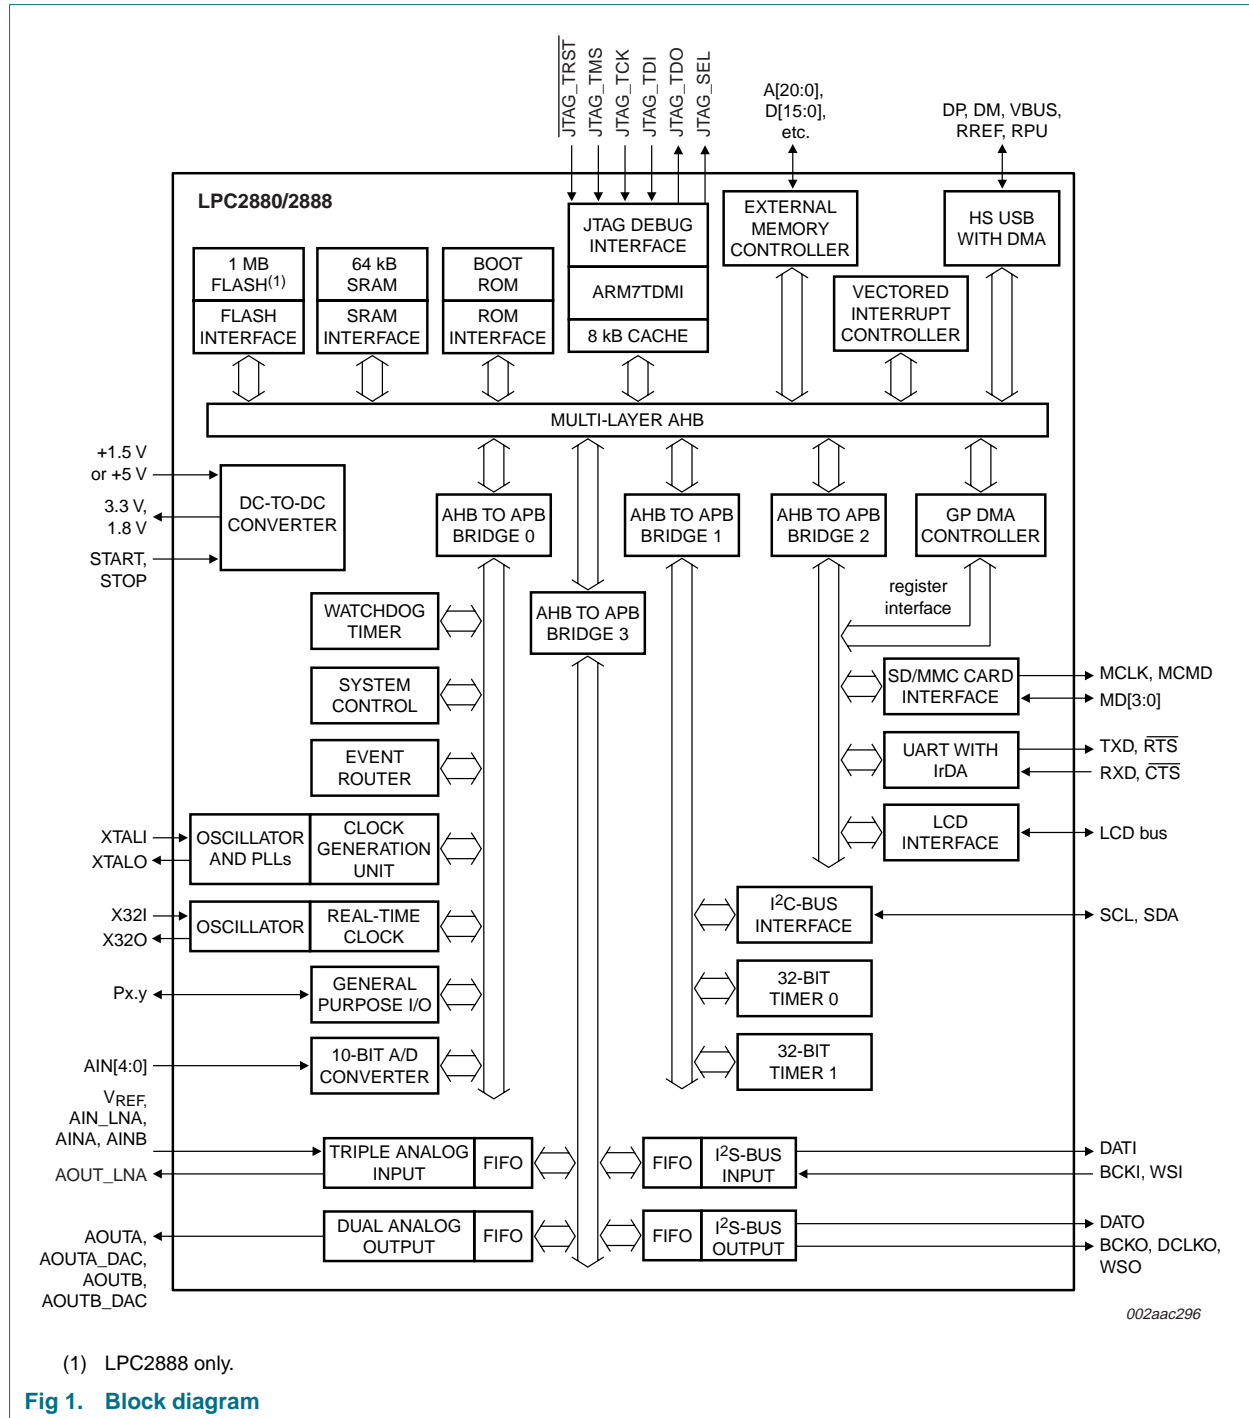 JTAG_TRST
JTAG_TMS
JTAG_TCK
JTAG_TDI
JTAG_TDO
JTAG_SEL
A[20:0],
D[15:0],
etc.
DP, DM, VBUS,
RREF, RPU
LPC2880/2888
1 MB
FLASH(1)
FLASH
INTERFACE
64 kB
SRAM
SRAM
INTERFACE
BOOT
ROM
ROM
INTERFACE
JTAG DEBUG
INTERFACE
ARM7TDMI
8 kB CACHE
EXTERNAL
MEMORY
CONTROLLER
VECTORED
INTERRUPT
CONTROLLER
HS USB
WITH DMA
MULTI-LAYER AHB
+1.5 V
or +5 V
3.3 V,
1.8 V
START,
STOP
DC-TO-DC
CONVERTER
AHB TO APB
BRIDGE 0
AHB TO APB
BRIDGE 1
AHB TO APB
BRIDGE 2
GP DMA
CONTROLLER
register
interface
AHB TO APB
BRIDGE 3
WATCHDOG
TIMER
SYSTEM
CONTROL
EVENT
ROUTER
XTALI
XTALO
OSCILLATOR
AND PLLs
CLOCK
GENERATION
UNIT
X32I
X32O
OSCILLATOR
REAL-TIME
CLOCK
Px.y
GENERAL
PURPOSE I/O
AIN[4:0]
10-BIT A/D
CONVERTER
SD/MMC CARD
INTERFACE
MCLK, MCMD
MD[3:0]
UART WITH
IrDA
TXD, RTS
RXD, CTS
LCD
INTERFACE
LCD bus
I2C-BUS
INTERFACE
SCL, SDA
32-BIT
TIMER 0
32-BIT
TIMER 1
VREF,
AIN_LNA,
AINA, AINB
AOUT_LNA
TRIPLE ANALOG
INPUT
FIFO
FIFO
I2S-BUS
INPUT
DATI
BCKI, WSI
AOUTA,
AOUTA_DAC,
AOUTB,
AOUTB_DAC
DUAL ANALOG
OUTPUT
FIFO
FIFO
I2S-BUS
OUTPUT
DATO
BCKO, DCLKO,
WSO
002aac296
(1) LPC2888 only.
Fig 1. Block diagram